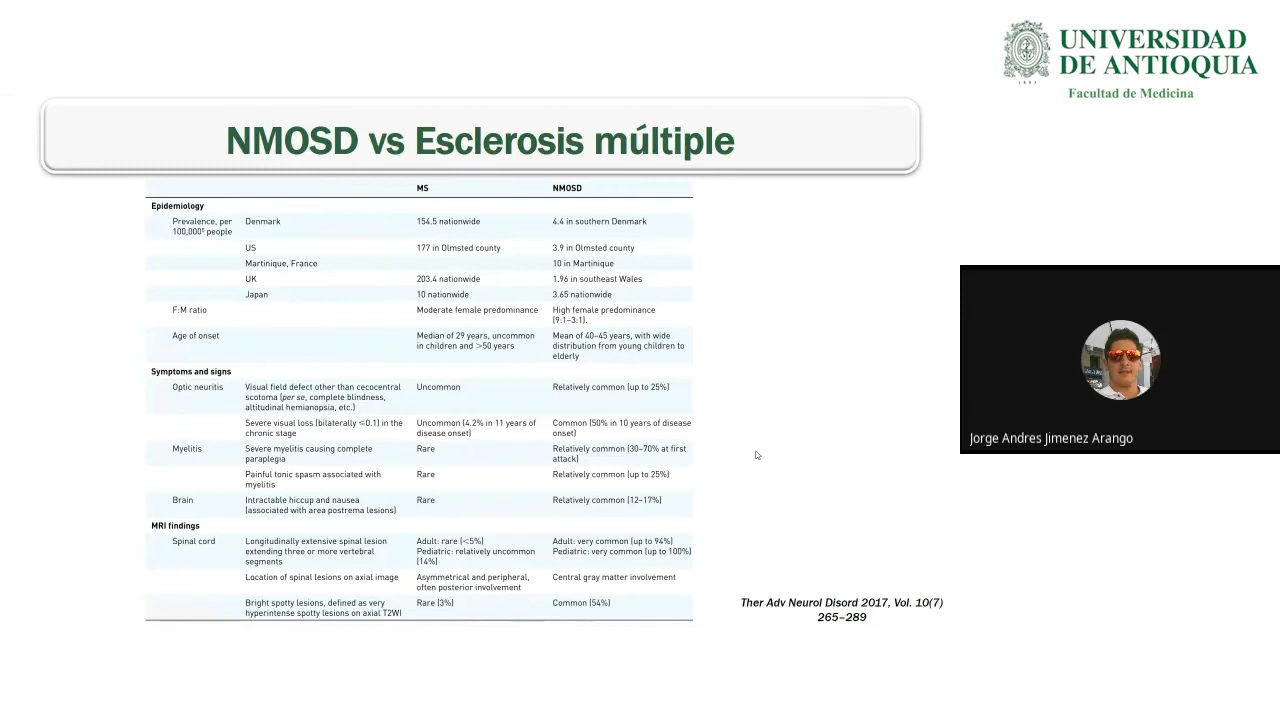 UNIVERSIDAD
DE ANTIOQUIA
1803
Facultad de Medicina
NMOSD vs Esclerosis múltiple
MS NMOSD
Epidemiology
Prevalence, per Denmark 154.5 nationwide 4.4 in southern Denmark
100,000⁵ people
US 177 in Olmsted county 3.9 in Olmsted county
Martinique, France 10 in Martinique
UK 203.4 nationwide 1.96 in southeast Wales
Japan 10 nationwide 3.65 nationwide
F:M ratio Moderate female predominance High female predominance
(9:1–3:1).
Age of onset Median of 29 years, uncommon Mean of 40–45 years, with wide
in children and >50 years distribution from young children to
elderly
Symptoms and signs
Optic neuritis Visual field defect other than cecocentral Uncommon Relatively common (up to 25%)
scotoma (per se, complete blindness,
altitudinal hemianopsia, etc.)
Severe visual loss (bilaterally ≤0.1) in the Uncommon (4.2% in 11 years of Common (50% in 10 years of disease
chronic stage disease onset) onset)
Myelitis Severe myelitis causing complete Rare Relatively common (30–70% at first
paraplegia attack)
Painful tonic spasm associated with Rare Relatively common (up to 25%)
myelitis
Brain Intractable hiccup and nausea Rare Relatively common (12–17%)
(associated with area postrema lesions)
MRI findings
Spinal cord Longitudinally extensive spinal lesion Adult: rare (<5%) Adult: very common (up to 94%)
extending three or more vertebral Pediatric: relatively uncommon Pediatric: very common (up to 100%)
segments (14%)
Location of spinal lesions on axial image Asymmetrical and peripheral, Central gray matter involvement
often posterior involvement
Bright spotty lesions, defined as very Rare (3%) Common (54%)
hyperintense spotty lesions on axial T2WI
Ther Adv Neurol Disord 2017, Vol. 10(7)
265–289
Jorge Andres Jimenez Arango